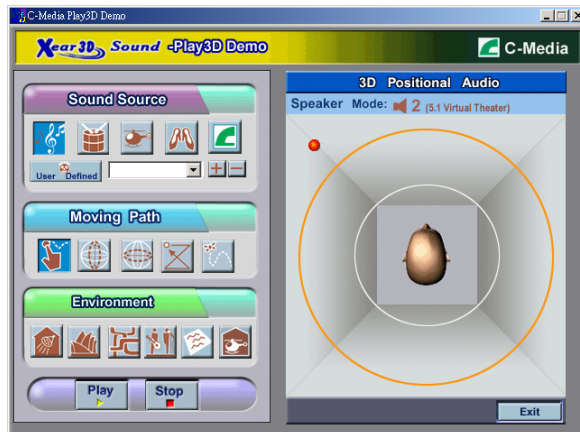 C-Media Play3D Demo
Xear 3D Sound -Play3D Demo
C-Media
Sound Source
User Defined
Moving Path
Environment
Play
Stop
3D Positional Audio
Speaker Mode: 2 (5.1 Virtual Theater)
Exit